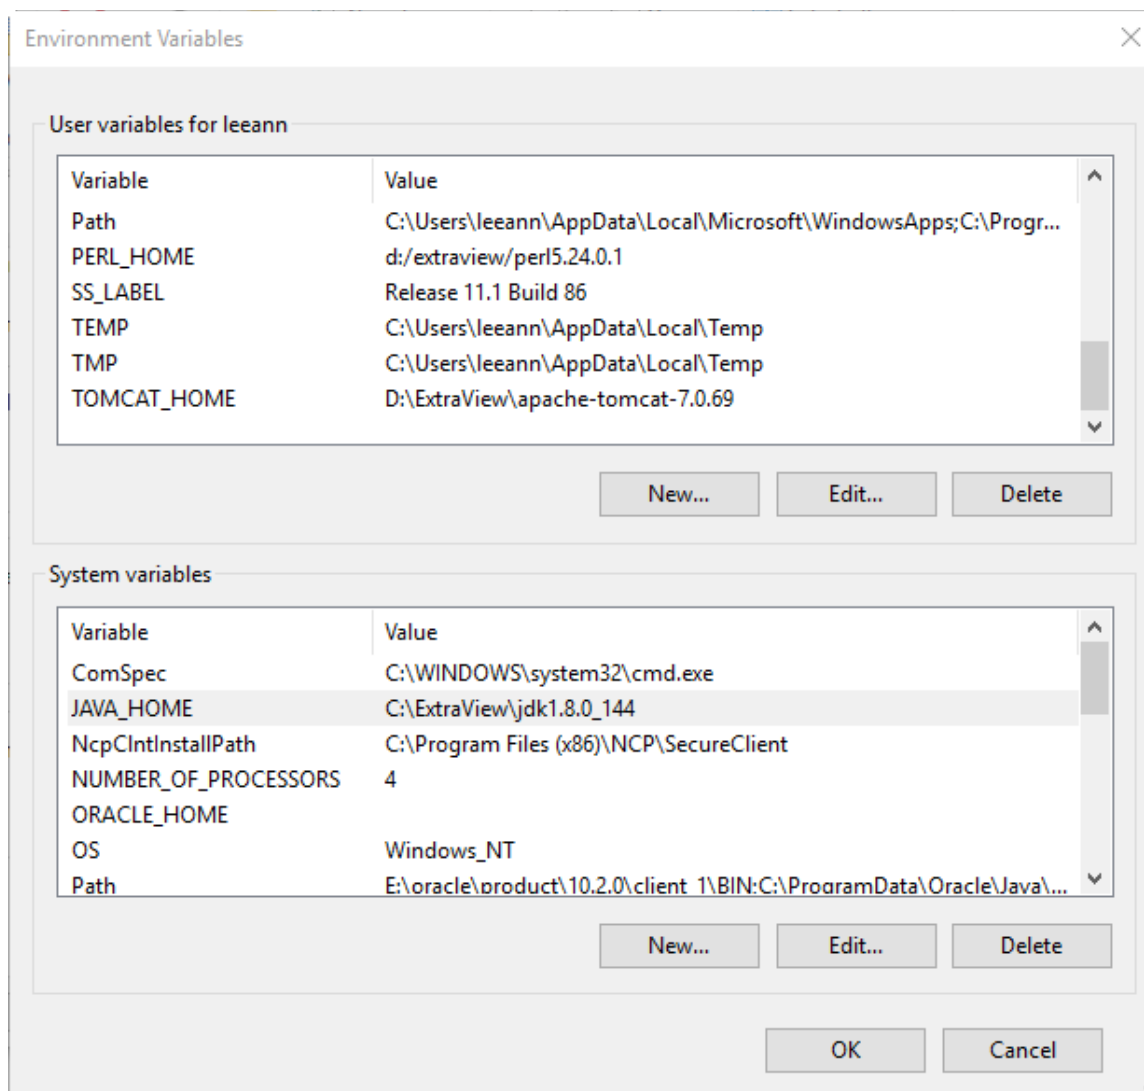 Environment Variables
User variables for leeann
Variable Value
Path C:\Users\leeann\AppData\Local\Microsoft\WindowsApps;C:\Progr...
PERL_HOME d:/extraview/perl5.24.0.1
SS_LABEL Release 11.1 Build 86
TEMP C:\Users\leeann\AppData\Local\Temp
TMP C:\Users\leeann\AppData\Local\Temp
TOMCAT_HOME D:\ExtraView\apache-tomcat-7.0.69
New... Edit... Delete
System variables
Variable Value
ComSpec C:\WINDOWS\system32\cmd.exe
JAVA_HOME C:\ExtraView\jdk1.8.0_144
NcpClntInstallPath C:\Program Files (x86)\NCP\SecureClient
NUMBER_OF_PROCESSORS 4
ORACLE_HOME
OS Windows_NT
Path E:\oracle\product\10.2.0\client_1\BIN;C:\ProgramData\Oracle\Java\...
New... Edit... Delete
OK Cancel